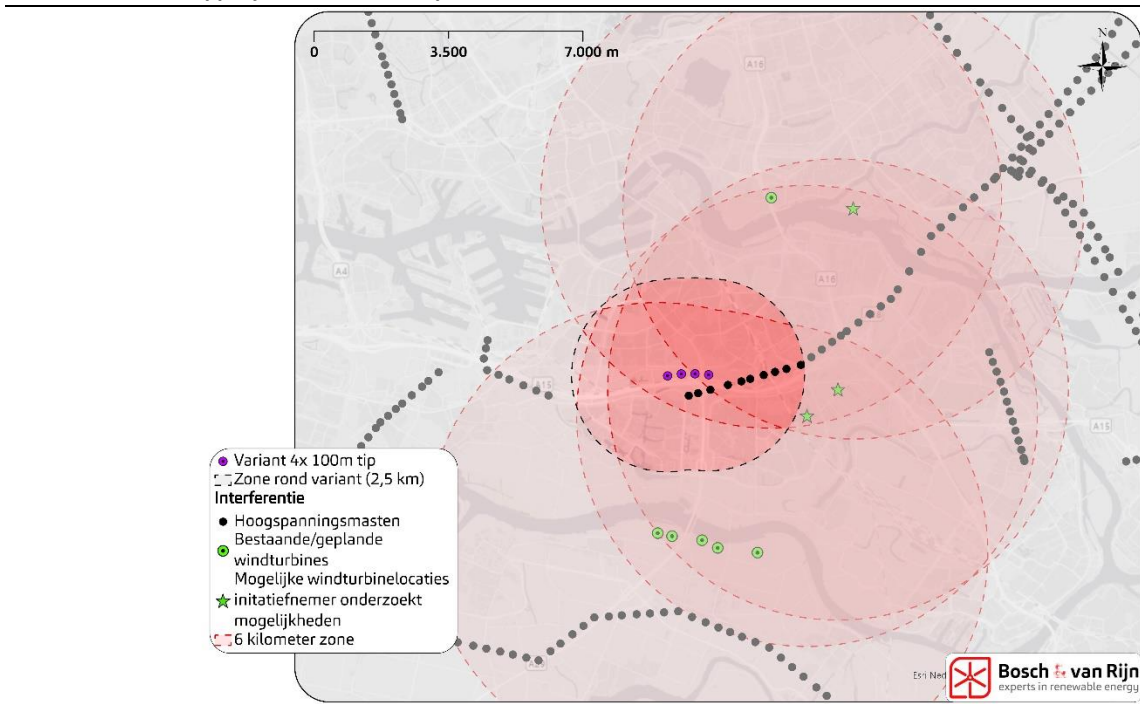 N
0 3.500 7.000 m
A16
A4
A16
A15
A15
Variant 4x 100m tip
Zone rond variant (2,5 km)
Interferentie
Hoogspanningsmasten
Bestaande/geplande
windturbines
Mogelijke windturbinelocaties
initatiefnemer onderzoekt
mogelijkheden
6 kilometer zone
A29
Esri Ned
Bosch & van Rijn
experts in renewable energy